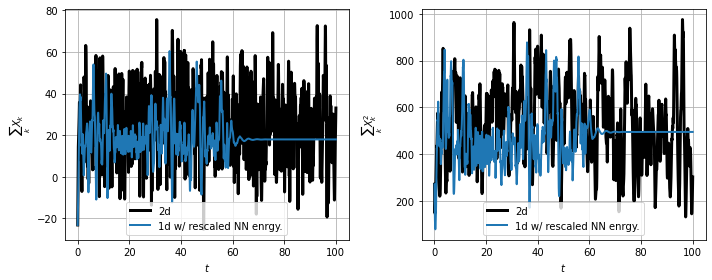 80
60
40
20
0
−20
0 20 40 60 80 100
t
∑ X_k
k
2d
1d w/ rescaled NN enrgy.
1000
800
600
400
200
0 20 40 60 80 100
t
∑ X_k^2
k
2d
1d w/ rescaled NN enrgy.